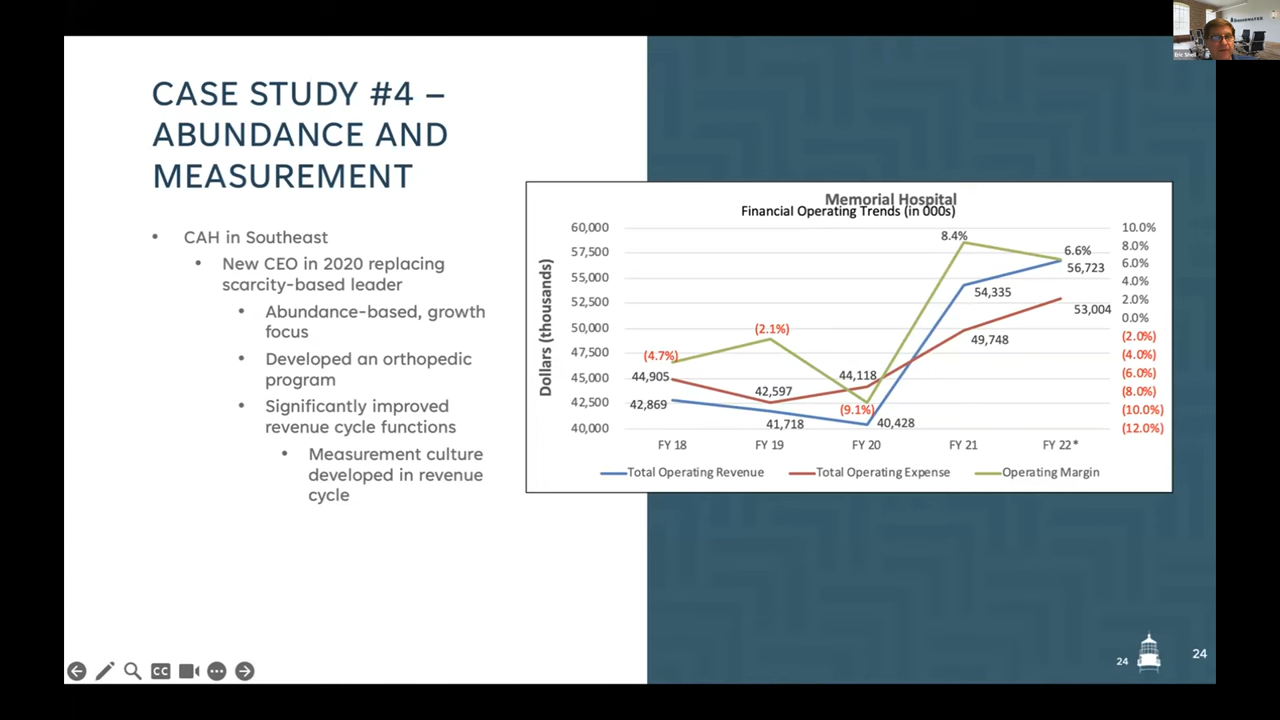 CASE STUDY #4 –
ABUNDANCE AND
MEASUREMENT
• CAH in Southeast
• New CEO in 2020 replacing
scarcity-based leader
• Abundance-based, growth
focus
• Developed an orthopedic
program
• Significantly improved
revenue cycle functions
• Measurement culture
developed in revenue
cycle
Memorial Hospital
Financial Operating Trends (in 000s)
Dollars (thousands)
60,000
57,500
55,000
52,500
50,000
47,500
45,000
42,500
40,000
10.0%
8.0%
6.0%
4.0%
2.0%
0.0%
(2.0%)
(4.0%)
(6.0%)
(8.0%)
(10.0%)
(12.0%)
(4.7%)
(2.1%)
(9.1%)
8.4%
6.6%
44,905
42,597
44,118
49,748
53,004
42,869
41,718
40,428
54,335
56,723
FY 18 FY 19 FY 20 FY 21 FY 22*
Total Operating Revenue Total Operating Expense Operating Margin
CC
24
24
Eric Shell